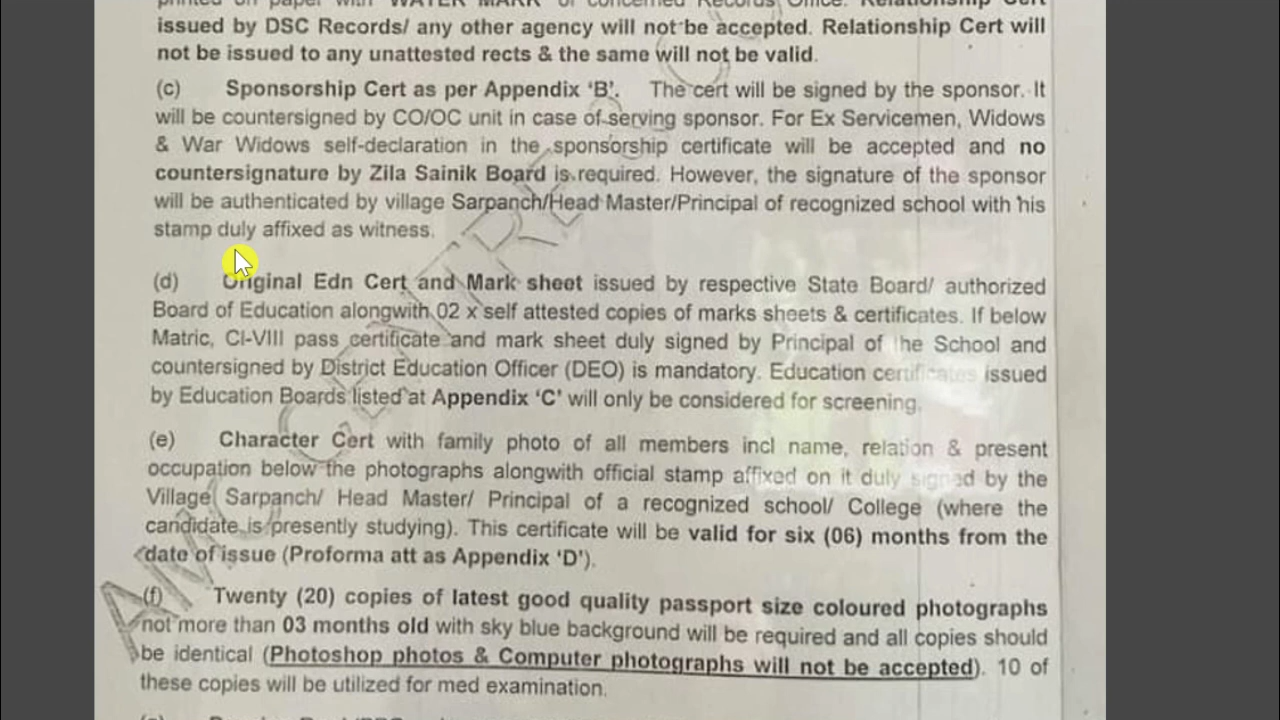 printed on paper with WATER MARK of concerned Records Office. Relationship Cert
issued by DSC Records/ any other agency will not be accepted. Relationship Cert will
not be issued to any unattested rects & the same will not be valid.
(c) Sponsorship Cert as per Appendix ‘B’. The cert will be signed by the sponsor. It
will be countersigned by CO/OC unit in case of serving sponsor. For Ex Servicemen, Widows
& War Widows self-declaration in the sponsorship certificate will be accepted and no
countersignature by Zila Sainik Board is required. However, the signature of the sponsor
will be authenticated by village Sarpanch/Head Master/Principal of recognized school with his
stamp duly affixed as witness.
(d) Original Edn Cert and Mark sheet issued by respective State Board/ authorized
Board of Education alongwith 02 x self attested copies of marks sheets & certificates. If below
Matric, Cl-VIII pass certificate and mark sheet duly signed by Principal of the School and
countersigned by District Education Officer (DEO) is mandatory. Education certificates issued
by Education Boards listed at Appendix ‘C’ will only be considered for screening.
(e) Character Cert with family photo of all members incl name, relation & present
occupation below the photographs alongwith official stamp affixed on it duly signed by the
Village Sarpanch/ Head Master/ Principal of a recognized school/ College (where the
candidate is presently studying). This certificate will be valid for six (06) months from the
date of issue (Proforma att as Appendix ‘D’).
(f) Twenty (20) copies of latest good quality passport size coloured photographs
not more than 03 months old with sky blue background will be required and all copies should
be identical (Photoshop photos & Computer photographs will not be accepted). 10 of
these copies will be utilized for med examination.
AMC CENTRE